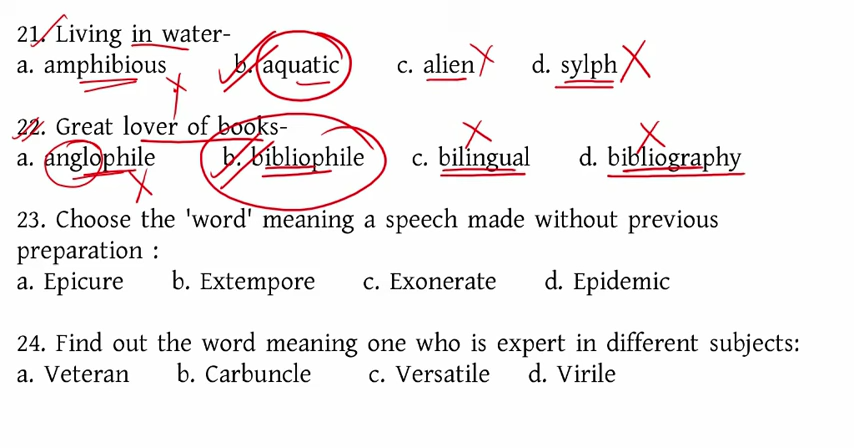 21. Living in water-
a. amphibious b. aquatic c. alien d. sylph
22. Great lover of books-
a. anglophile b. bibliophile c. bilingual d. bibliography
23. Choose the 'word' meaning a speech made without previous
preparation :
a. Epicure b. Extempore c. Exonerate d. Epidemic
24. Find out the word meaning one who is expert in different subjects:
a. Veteran b. Carbuncle c. Versatile d. Virile